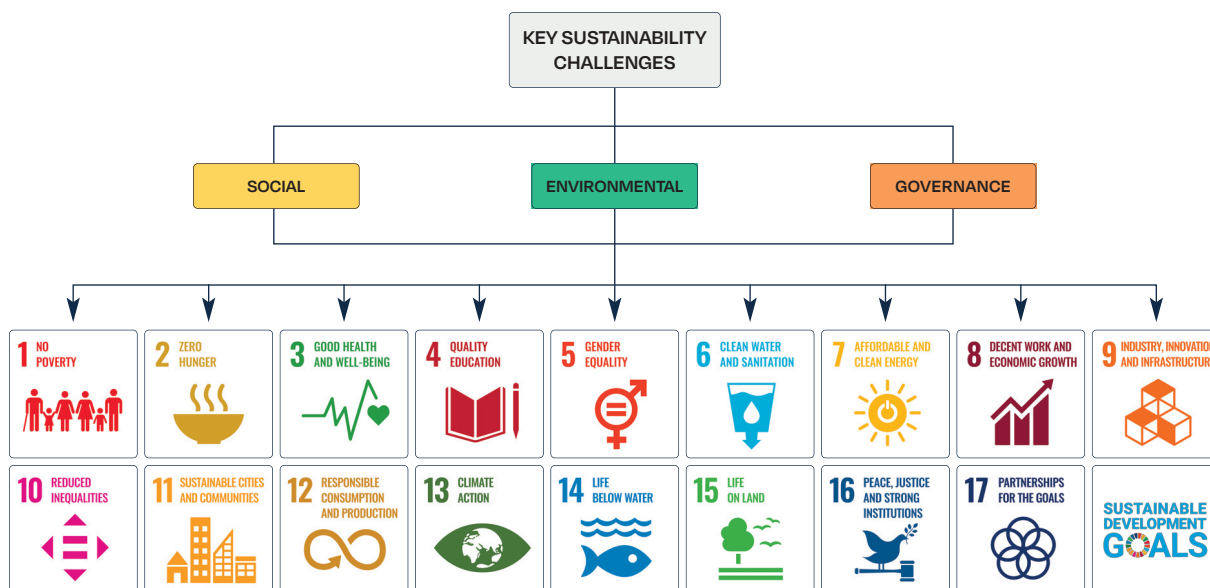 KEY SUSTAINABILITY
CHALLENGES
SOCIAL
ENVIRONMENTAL
GOVERNANCE
1 NO
POVERTY
2 ZERO
HUNGER
3 GOOD HEALTH
AND WELL-BEING
4 QUALITY
EDUCATION
5 GENDER
EQUALITY
6 CLEAN WATER
AND SANITATION
7 AFFORDABLE AND
CLEAN ENERGY
8 DECENT WORK AND
ECONOMIC GROWTH
9 INDUSTRY, INNOVATION
AND INFRASTRUCTUR
10 REDUCED
INEQUALITIES
11 SUSTAINABLE CITIES
AND COMMUNITIES
12 RESPONSIBLE
CONSUMPTION
AND PRODUCTION
13 CLIMATE
ACTION
14 LIFE
BELOW WATER
15 LIFE
ON LAND
16 PEACE, JUSTICE
AND STRONG
INSTITUTIONS
17 PARTNERSHIPS
FOR THE GOALS
SUSTAINABLE
DEVELOPMENT
GOALS